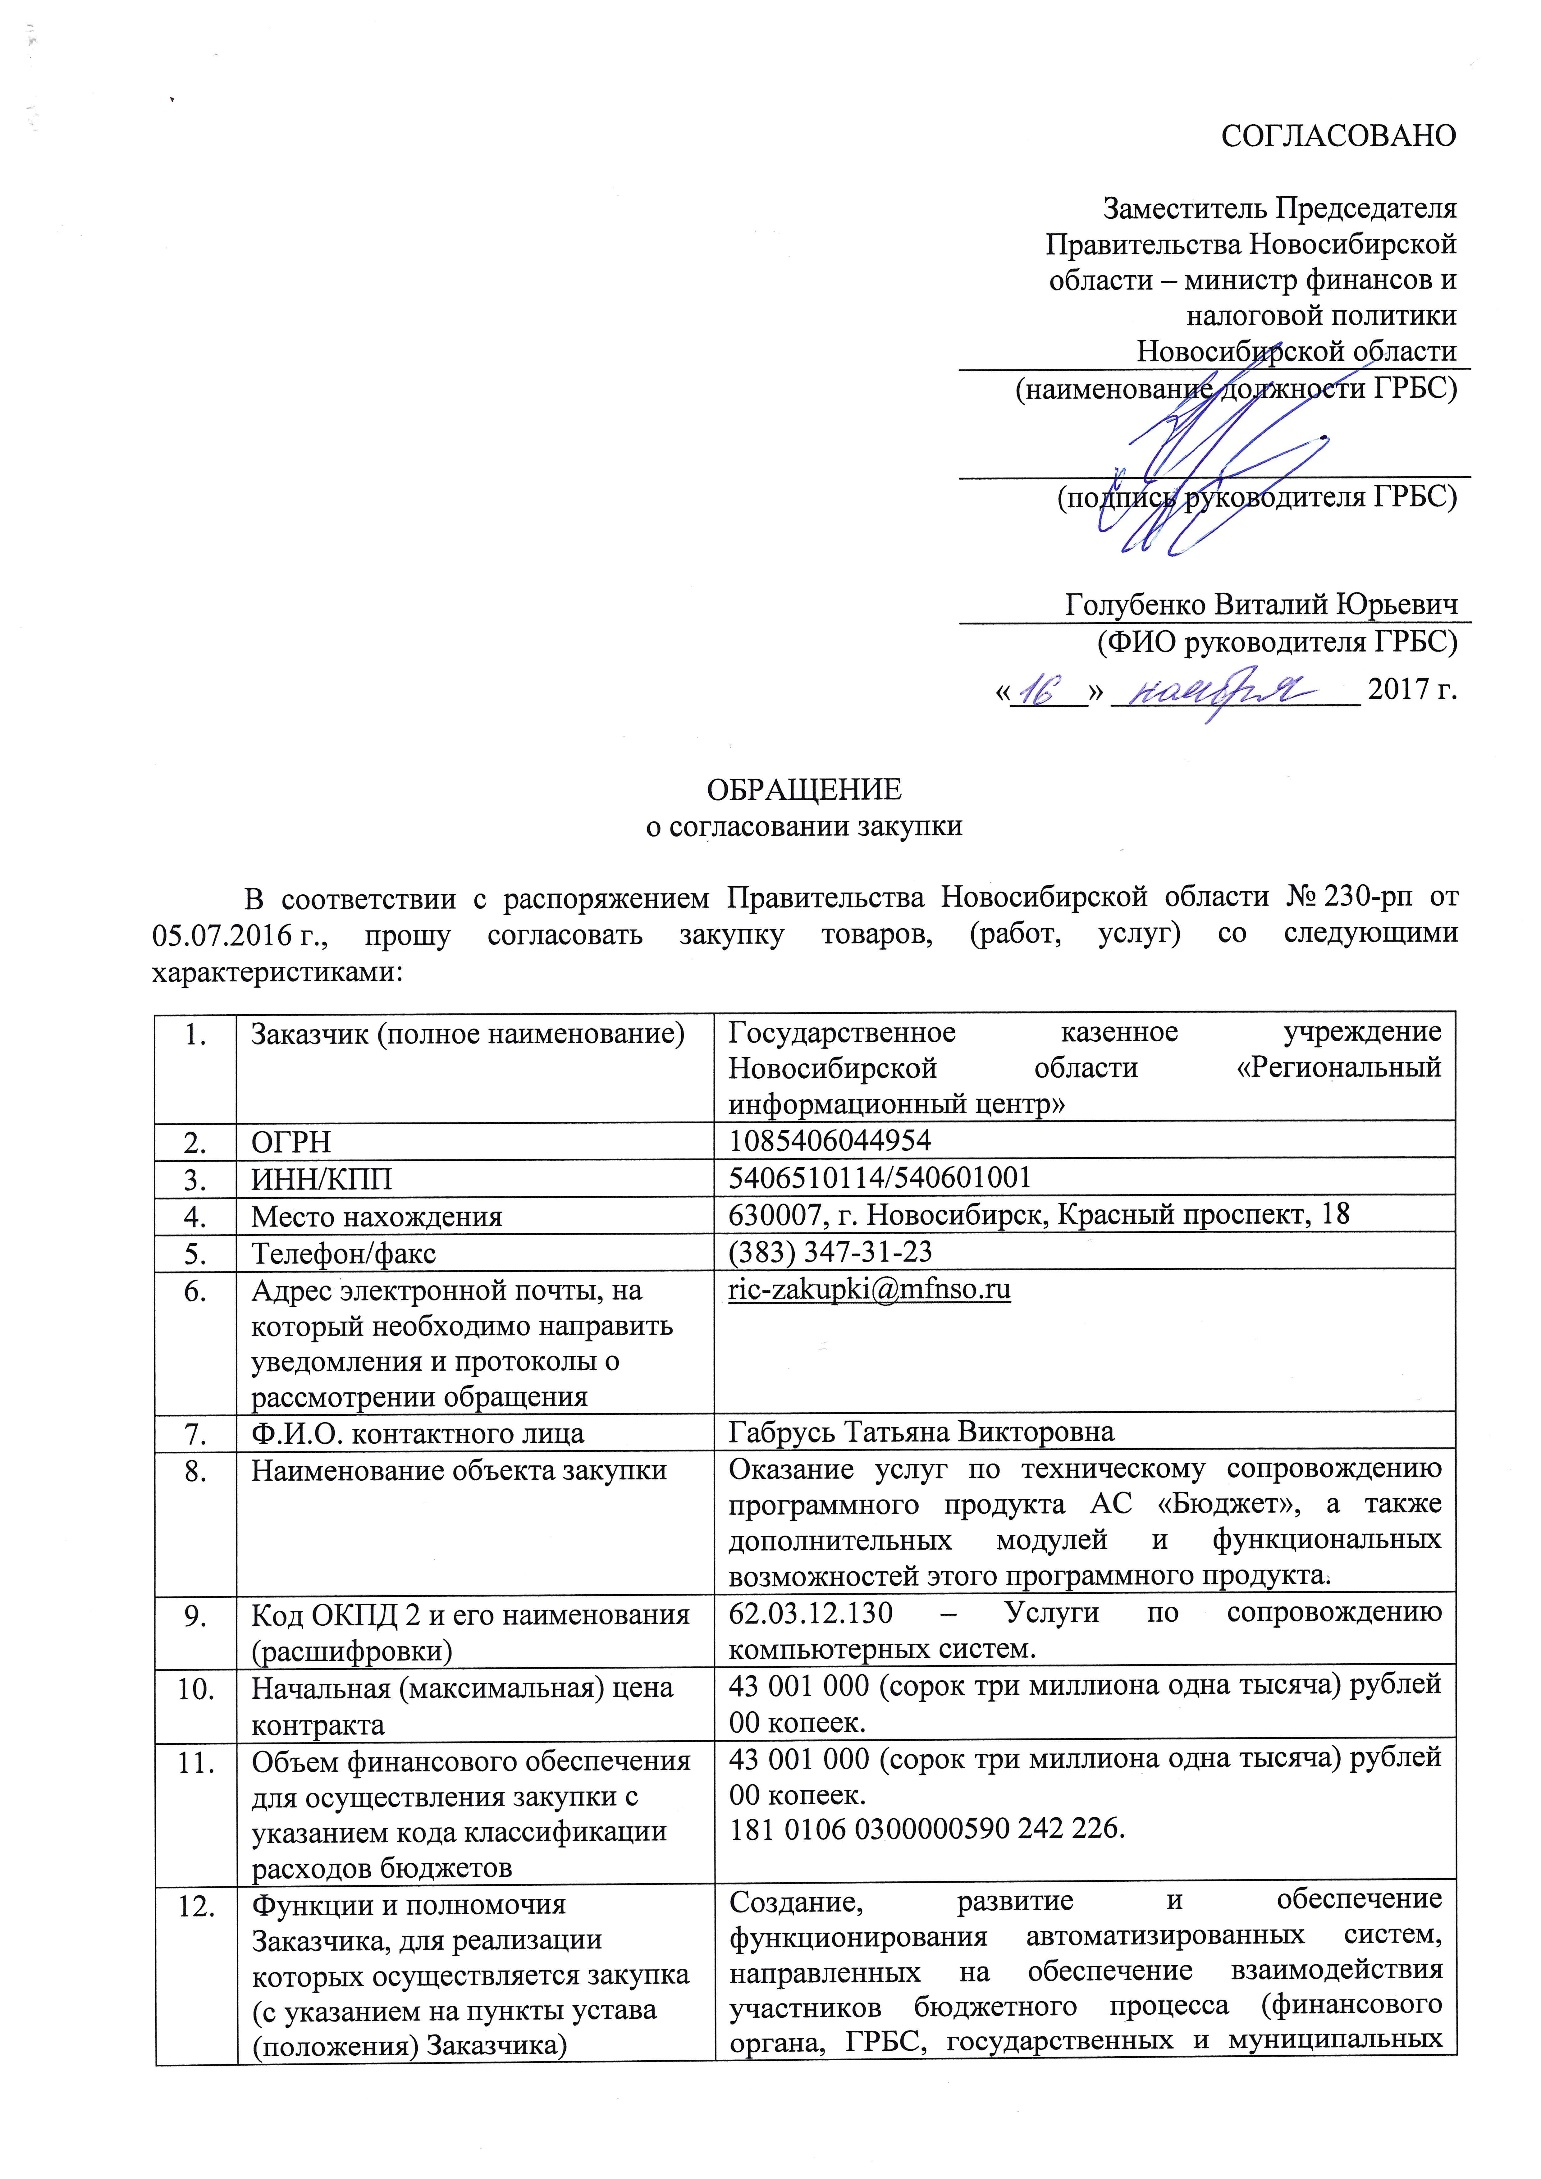 СОГЛАСОВАНО
Заместитель Председателя
Правительства Новосибирской
области – министр финансов и
налоговой политики
Новосибирской области
(наименование должности ГРБС)
(подпись руководителя ГРБС)
Голубенко Виталий Юрьевич
(ФИО руководителя ГРБС)
«16» ноября 2017 г.
ОБРАЩЕНИЕ
о согласовании закупки
В соответствии с распоряжением Правительства Новосибирской области № 230-рп от
05.07.2016 г., прошу согласовать закупку товаров, (работ, услуг) со следующими
характеристиками:
1. Заказчик (полное наименование)
Государственное казенное учреждение
Новосибирской области «Региональный
информационный центр»
2. ОГРН 1085406044954
3. ИНН/КПП 5406510114/540601001
4. Место нахождения 630007, г. Новосибирск, Красный проспект, 18
5. Телефон/факс (383) 347-31-23
6. Адрес электронной почты, на
который необходимо направить
уведомления и протоколы о
рассмотрении обращения
ric-zakupki@mfnso.ru
7. Ф.И.О. контактного лица Габрусь Татьяна Викторовна
8. Наименование объекта закупки
Оказание услуг по техническому сопровождению
программного продукта АС «Бюджет», а также
дополнительных модулей и функциональных
возможностей этого программного продукта.
9. Код ОКПД 2 и его наименования
(расшифровки)
62.03.12.130 – Услуги по сопровождению
компьютерных систем.
10. Начальная (максимальная) цена
контракта
43 001 000 (сорок три миллиона одна тысяча) рублей
00 копеек.
11. Объем финансового обеспечения
для осуществления закупки с
указанием кода классификации
расходов бюджетов
43 001 000 (сорок три миллиона одна тысяча) рублей
00 копеек.
181 0106 0300000590 242 226.
12. Функции и полномочия
Заказчика, для реализации
которых осуществляется закупка
(с указанием на пункты устава
(положения) Заказчика)
Создание, развитие и обеспечение
функционирования автоматизированных систем,
направленных на обеспечение взаимодействия
участников бюджетного процесса (финансового
органа, ГРБС, государственных и муниципальных